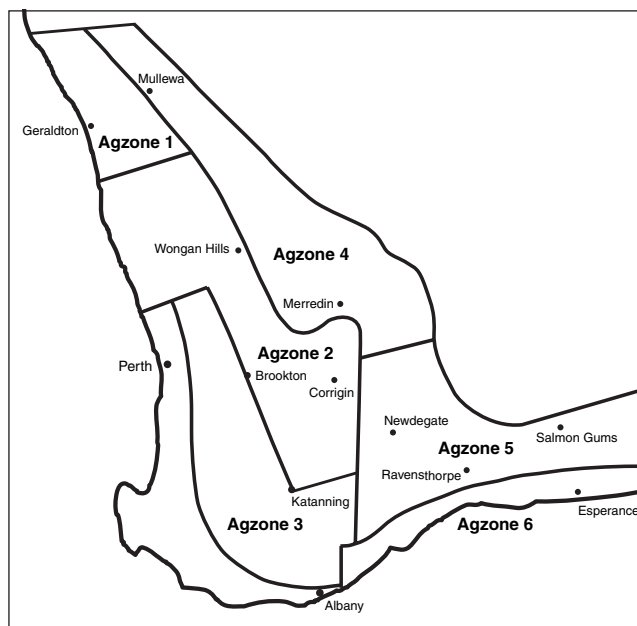 Mullewa
Geraldton
Agzone 1
Wongan Hills
Agzone 4
Merredin
Agzone 2
Perth
Brookton
Corrigin
Newdegate
Salmon Gums
Agzone 5
Ravensthorpe
Katanning
Esperance
Agzone 3
Agzone 6
Albany